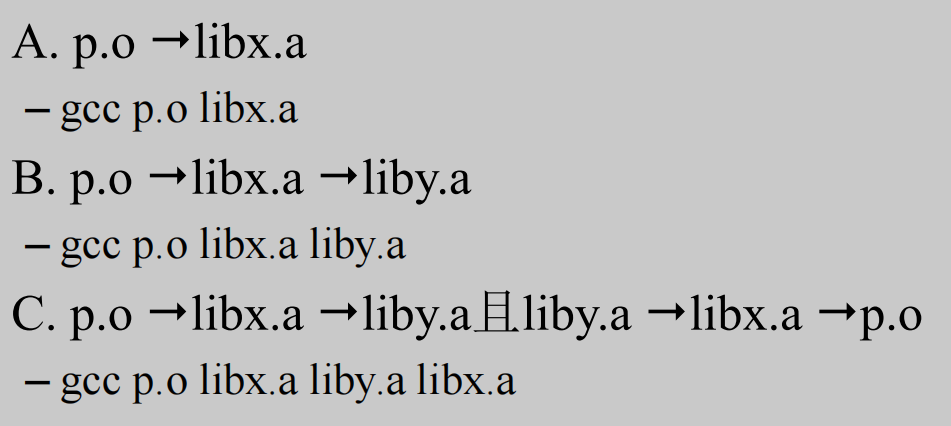 A. p.o →libx.a
– gcc p.o libx.a
B. p.o →libx.a →liby.a
– gcc p.o libx.a liby.a
C. p.o →libx.a →liby.a且liby.a →libx.a →p.o
– gcc p.o libx.a liby.a libx.a